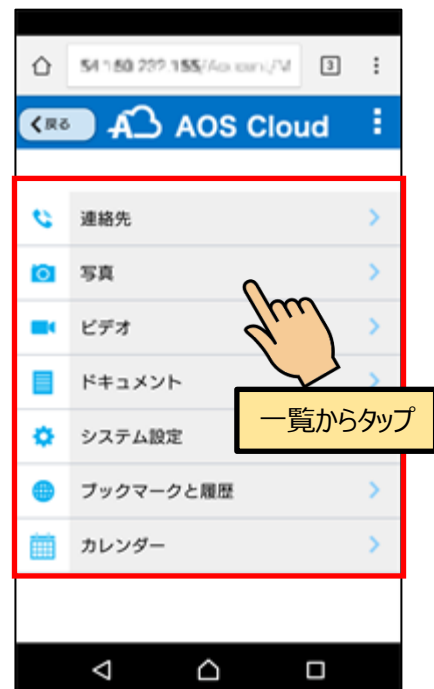 3
戻る
AOS Cloud
連絡先
写真
ビデオ
ドキュメント
一覧からタップ
システム設定
ブックマークと履歴
カレンダー